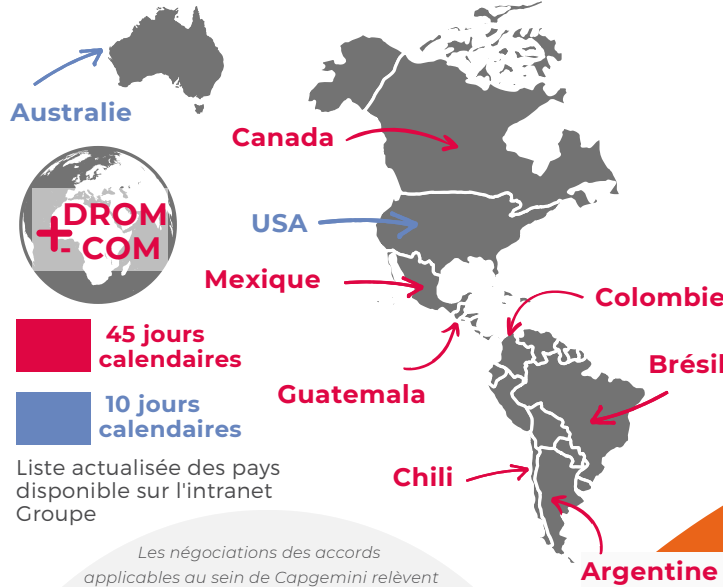 Australie
Canada
+ DROM
- COM
USA
Mexique
Colombie
Brésil
Guatemala
45 jours
calendaires
10 jours
calendaires
Liste actualisée des pays
disponible sur l'intranet
Groupe
Chili
Argentine
Les négociations des accords
applicables au sein de Capgemini relèvent